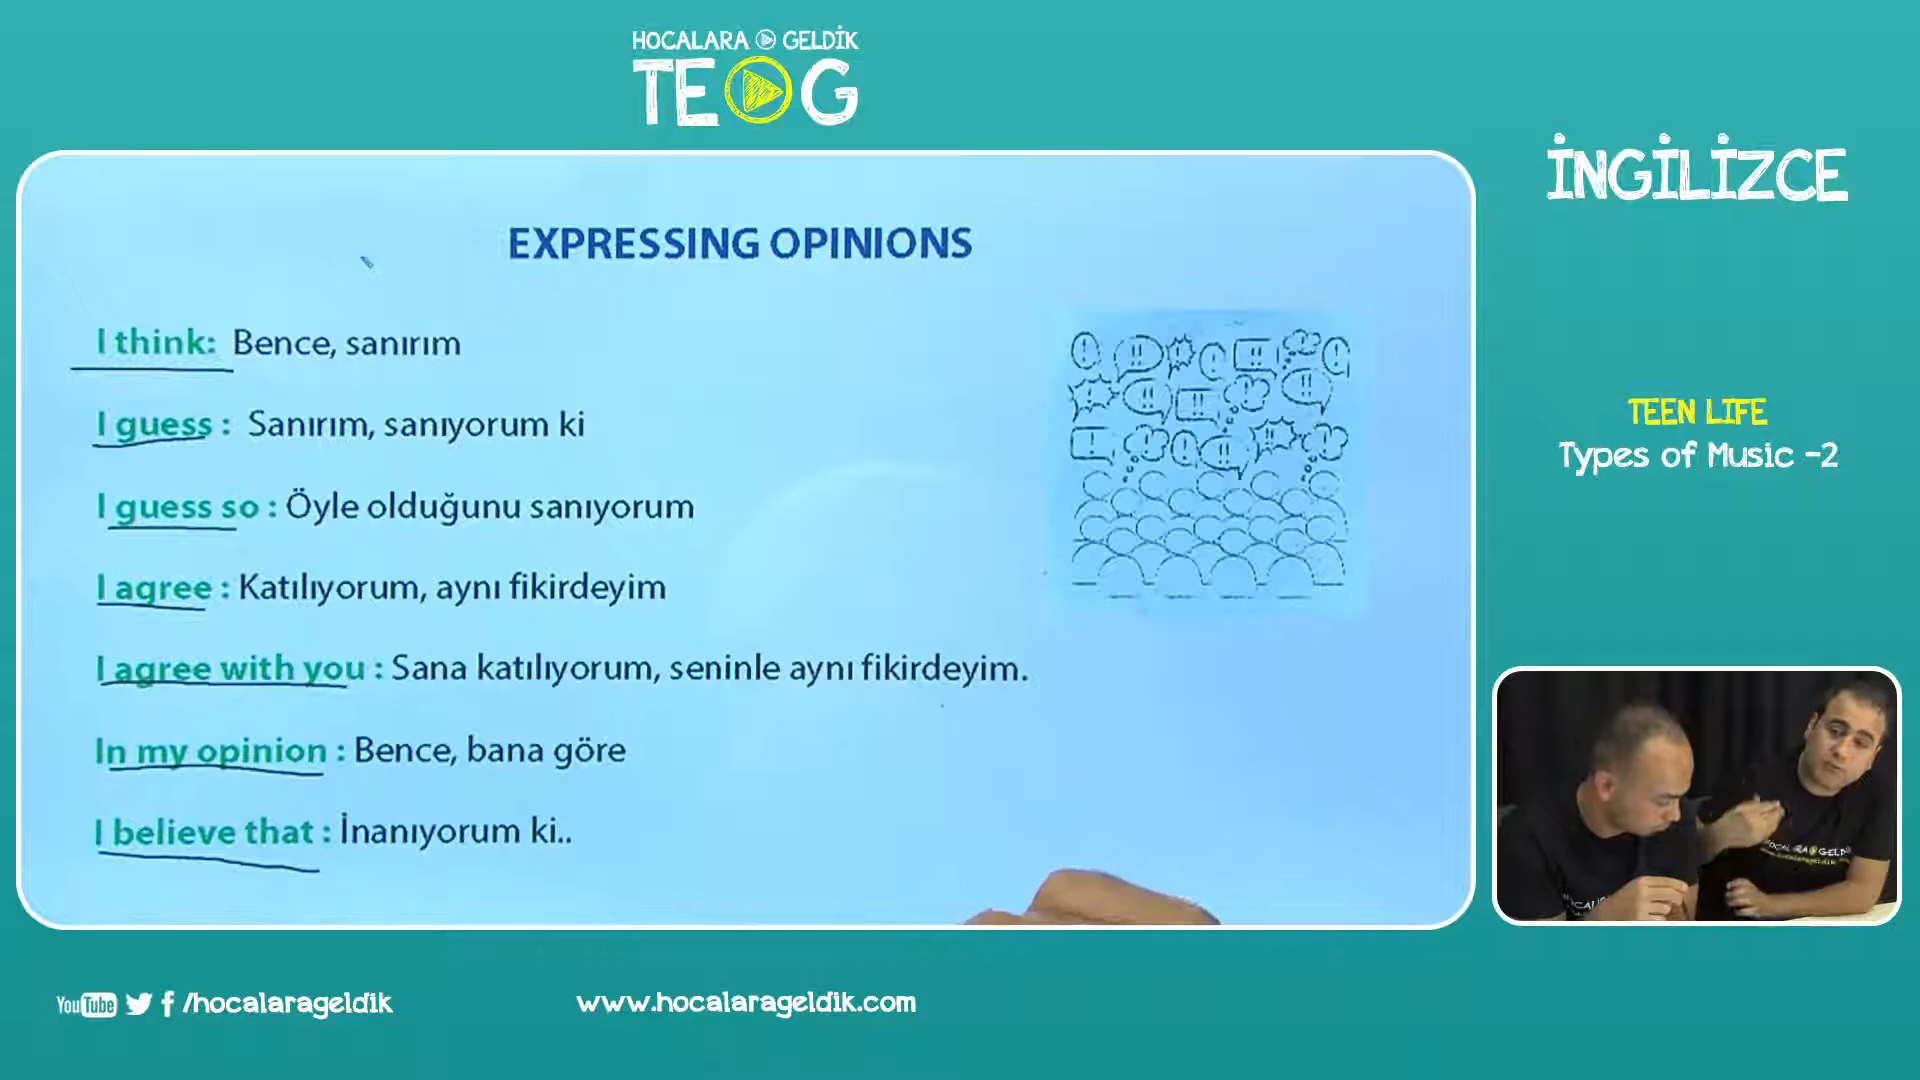 HOCALARA GELDİK
TEOG
İNGİLİZCE
EXPRESSING OPINIONS
I think: Bence, sanırım
I guess : Sanırım, sanıyorum ki
TEEN LIFE
Types of Music -2
I guess so : Öyle olduğunu sanıyorum
I agree : Katılıyorum, aynı fikirdeyim
I agree with you : Sana katılıyorum, seninle aynı fikirdeyim.
In my opinion : Bence, bana göre
I believe that : İnanıyorum ki..
YouTube /hocalarageldik
www.hocalarageldik.com